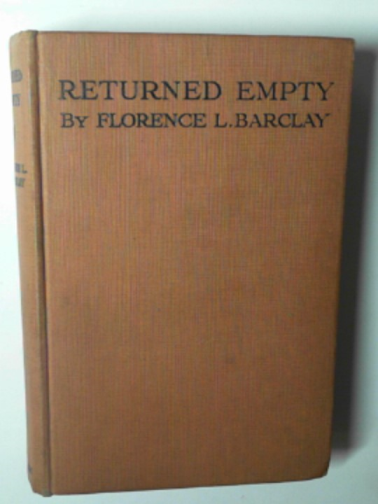 RETURNED EMPTY
BY FLORENCE L. BARCLAY